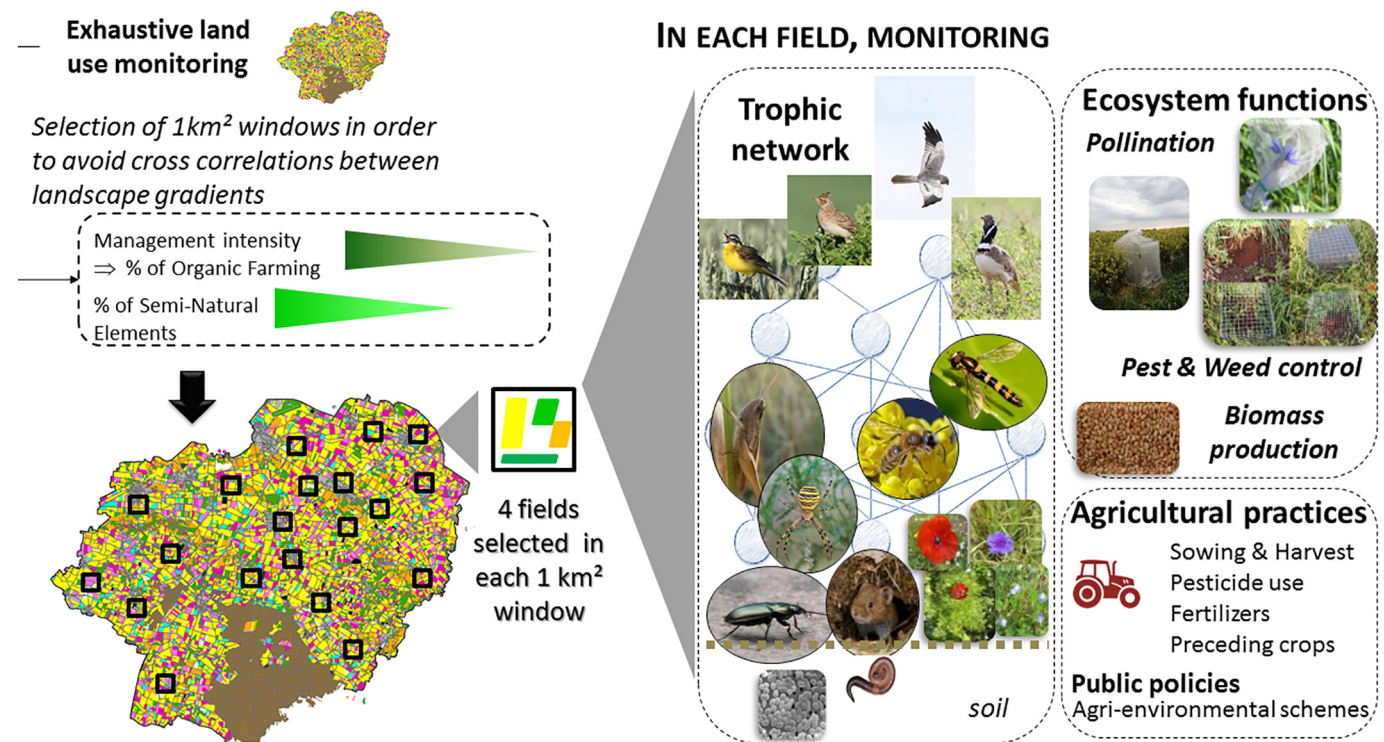 Exhaustive land
use monitoring
Selection of 1km² windows in order
to avoid cross correlations between
landscape gradients
Management intensity
⇒ % of Organic Farming
% of Semi-Natural
Elements
4 fields
selected in
each 1 km²
window
IN EACH FIELD, MONITORING
Trophic
network
soil
Ecosystem functions
Pollination
Pest & Weed control
Biomass
production
Agricultural practices
Sowing & Harvest
Pesticide use
Fertilizers
Preceding crops
Public policies
Agri-environmental schemes